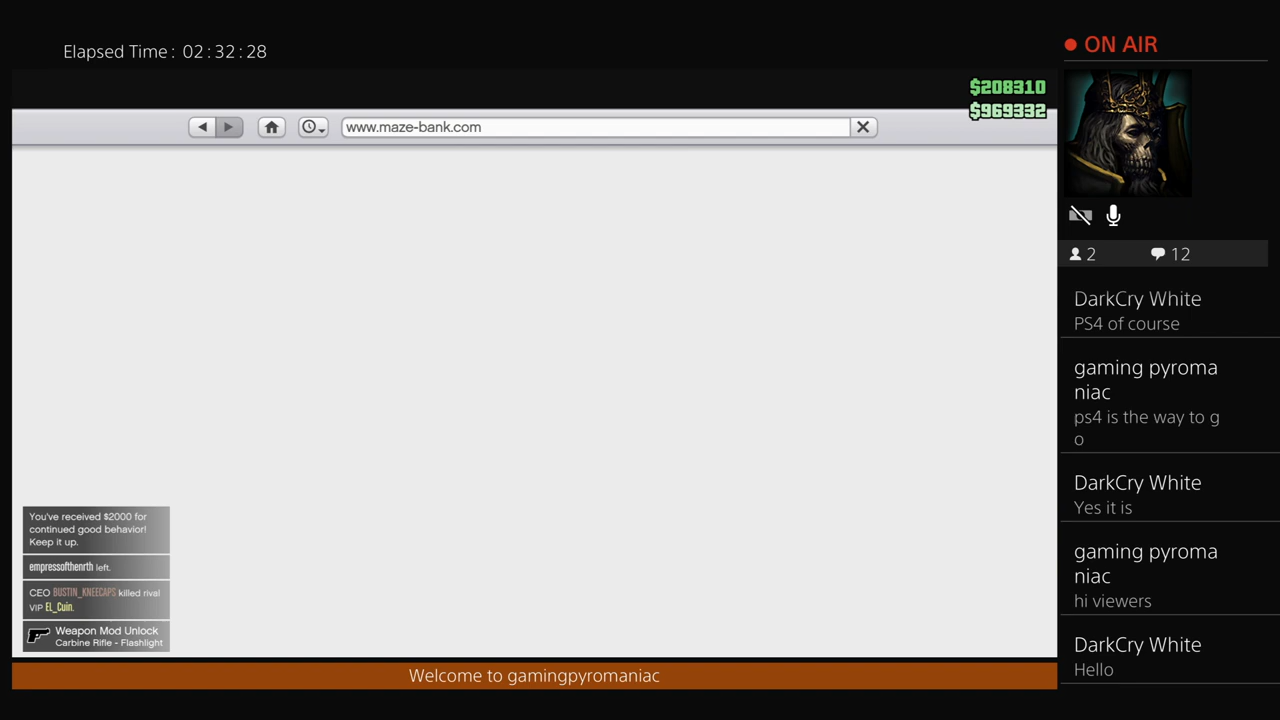 Elapsed Time: 02:32:28
ON AIR
$208310
$969332
www.maze-bank.com
2
12
DarkCry White
PS4 of course
gaming pyroma
niac
ps4 is the way to g
o
DarkCry White
Yes it is
gaming pyroma
niac
hi viewers
DarkCry White
Hello
You've received $2000 for
continued good behavior!
Keep it up.
empressofthenrth left.
CEO BUSTIN_KNEECAPS killed rival
VIP EL_Cuin.
Weapon Mod Unlock
Carbine Rifle - Flashlight
Welcome to gamingpyromaniac